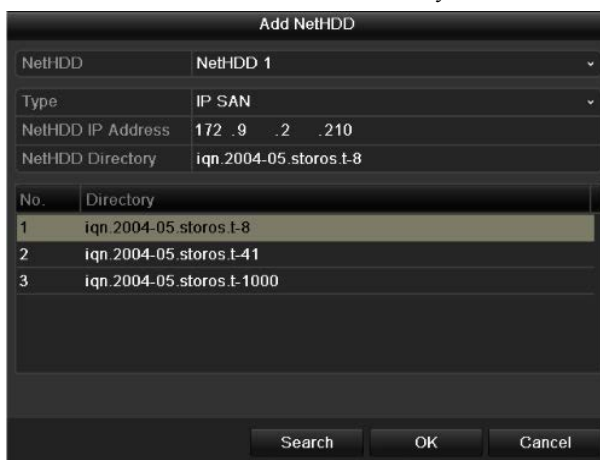 Add NetHDD
NetHDD NetHDD 1
Type IP SAN
NetHDD IP Address 172 .9 .2 .210
NetHDD Directory iqn.2004-05.storos.t-8
No. Directory
1 iqn.2004-05.storos.t-8
2 iqn.2004-05.storos.t-41
3 iqn.2004-05.storos.t-1000
Search OK Cancel